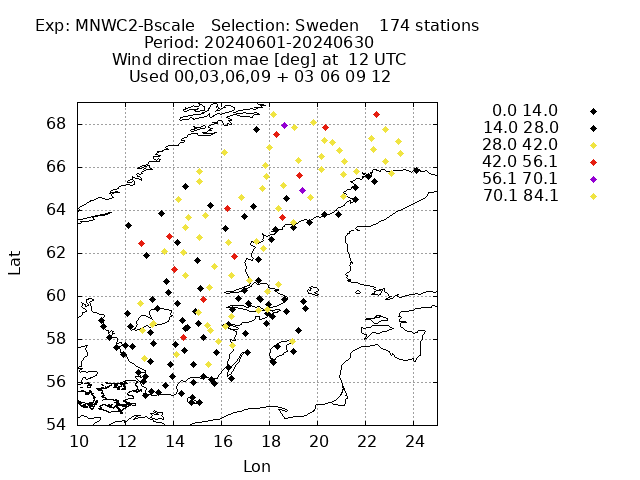 Exp: MNWC2-Bscale   Selection: Sweden    174 stations
Period: 20240601-20240630
Wind direction mae [deg] at  12 UTC
Used 00,03,06,09 + 03 06 09 12
0.0 14.0
14.0 28.0
28.0 42.0
42.0 56.1
56.1 70.1
70.1 84.1
68
66
64
62
60
58
56
54
Lat
10 12 14 16 18 20 22 24
Lon